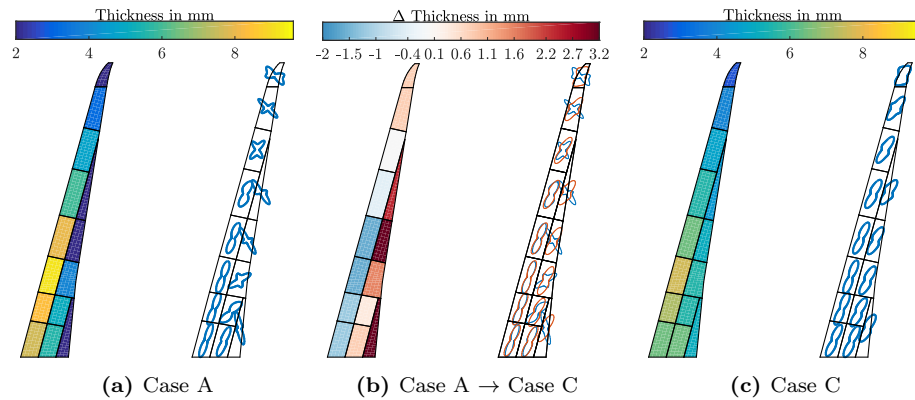 Thickness in mm
2 4 6 8
Δ Thickness in mm
-2 -1.5 -1 -0.4 0.1 0.6 1.1 1.6 2.2 2.7 3.2
Thickness in mm
2 4 6 8
(a) Case A
(b) Case A → Case C
(c) Case C